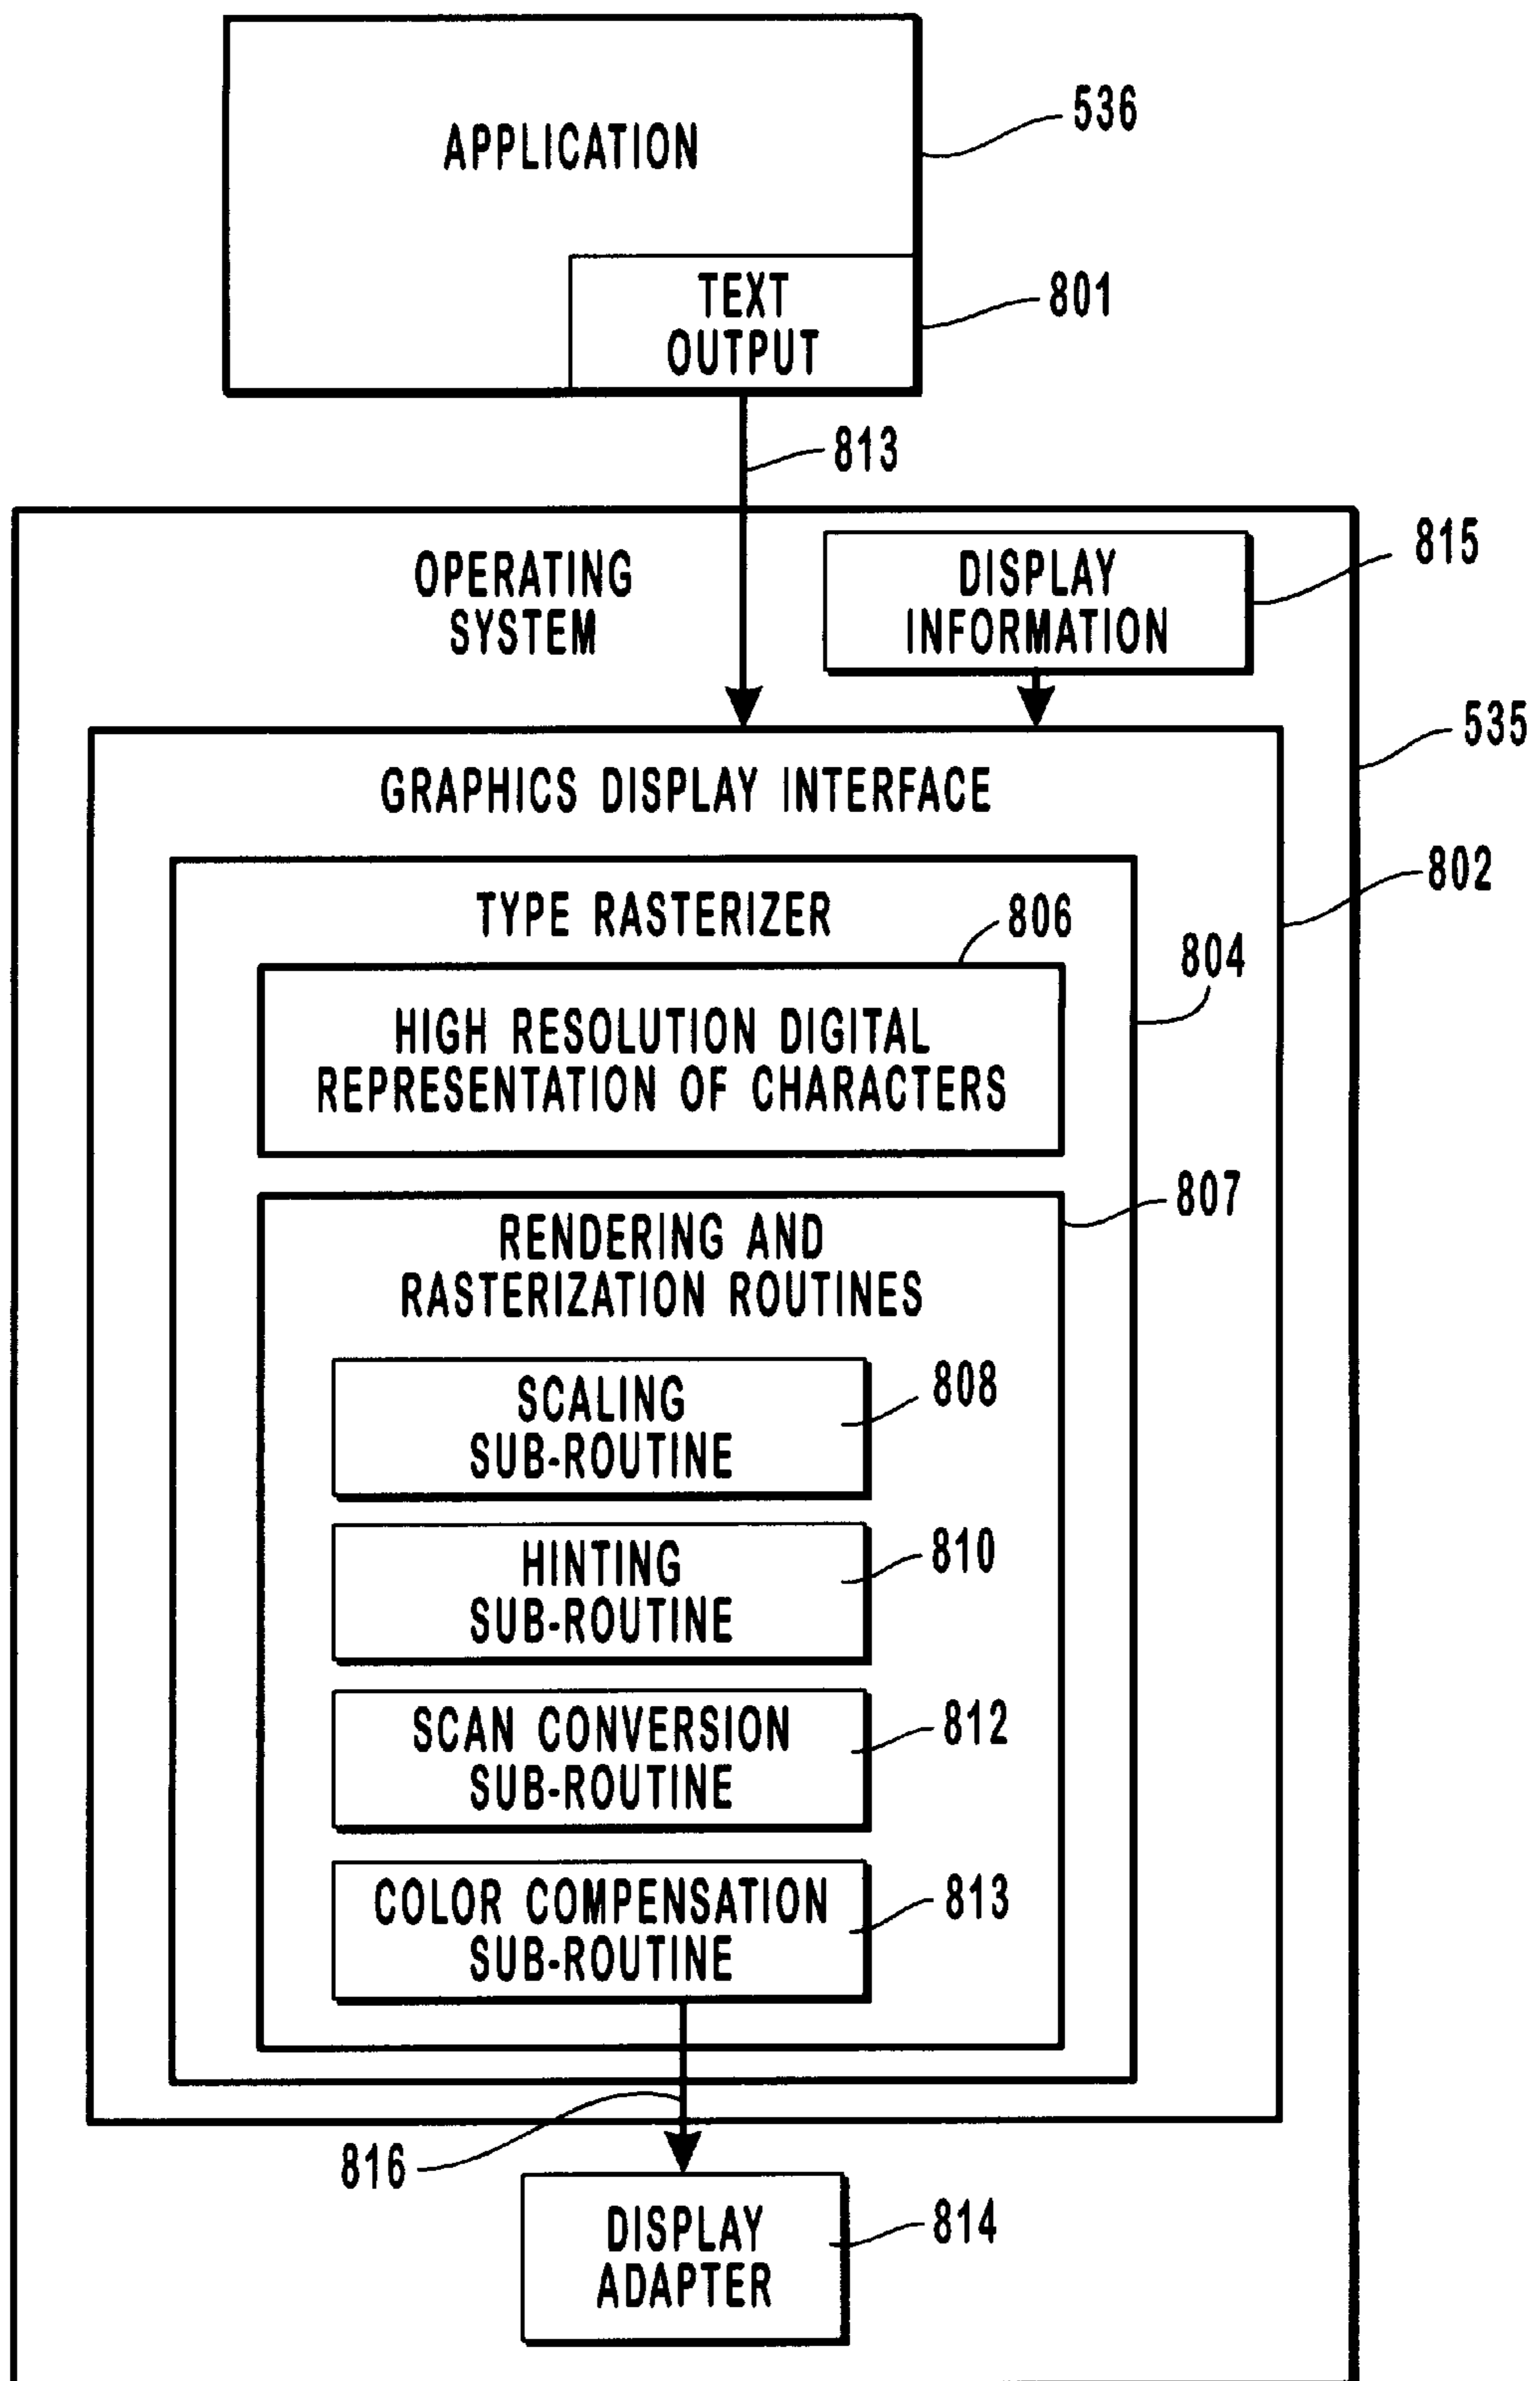 APPLICATION
536
TEXT
OUTPUT
801
813
OPERATING
SYSTEM
DISPLAY
INFORMATION
815
535
GRAPHICS DISPLAY INTERFACE
802
TYPE RASTERIZER
806
804
HIGH RESOLUTION DIGITAL
REPRESENTATION OF CHARACTERS
807
RENDERING AND
RASTERIZATION ROUTINES
SCALING
SUB-ROUTINE
808
HINTING
SUB-ROUTINE
810
SCAN CONVERSION
SUB-ROUTINE
812
COLOR COMPENSATION
SUB-ROUTINE
813
816
DISPLAY
ADAPTER
814